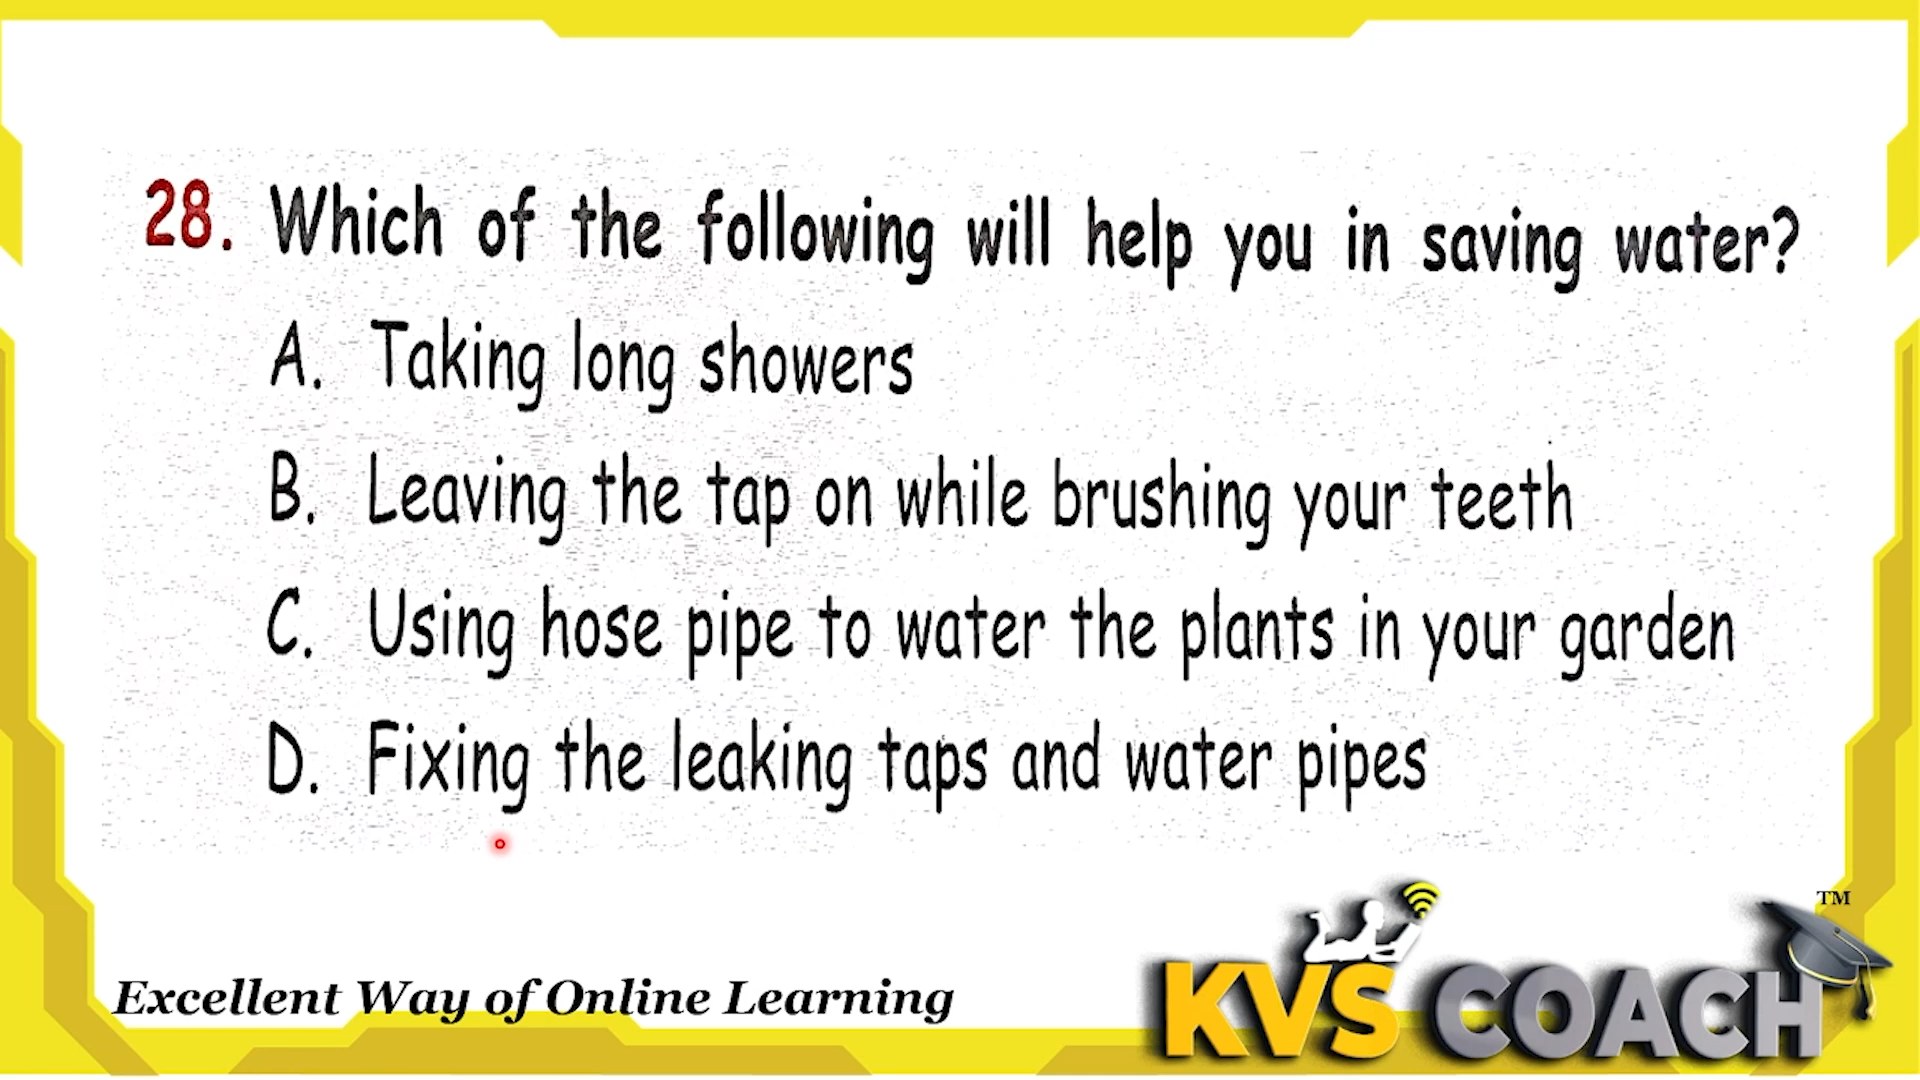 28. Which of the following will help you in saving water?
A. Taking long showers
B. Leaving the tap on while brushing your teeth
C. Using hose pipe to water the plants in your garden
D. Fixing the leaking taps and water pipes
Excellent Way of Online Learning
KVS COACH TM